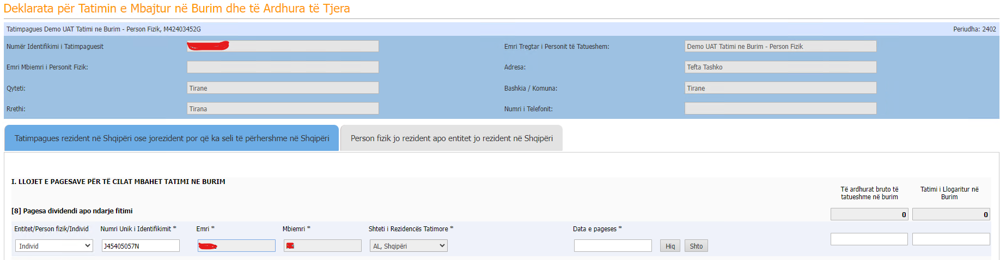 Deklarata për Tatimin e Mbajtur në Burim dhe të Ardhura të Tjera
Tatimpagues Demo UAT Tatimi ne Burim - Person Fizik, M42403452G Periudha: 2402
Numër Identifikimi i Tatimpaguesit Emri Tregtar i Personit të Tatueshem: Demo UAT Tatimi ne Burim - Person Fizik
Emri Mbiemri i Personit Fizik: Adresa: Tefta Tashko
Qyteti: Tirane Bashkia / Komuna: Tirane
Rrethi: Tirana Numri i Telefonit:
Tatimpagues rezident në Shqipëri ose jorezident por që ka seli të përhershme në Shqipëri Person fizik jo rezident apo entitet jo rezident në Shqipëri
I. LLOJET E PAGESAVE PËR TË CILAT MBAHET TATIMI NE BURIM
Të ardhurat bruto të tatueshme në burim Tatimi i Llogaritur në Burim
[8] Pagesa dividendi apo ndarje fitimi 0 0
Entitet/Person fizik/Individ Numri Unik i Identifikimit * Emri * Mbiemri * Shteti i Rezidencës Tatimore * Data e pageses *
Individ J45405057N AL, Shqipëri Hiq Shto